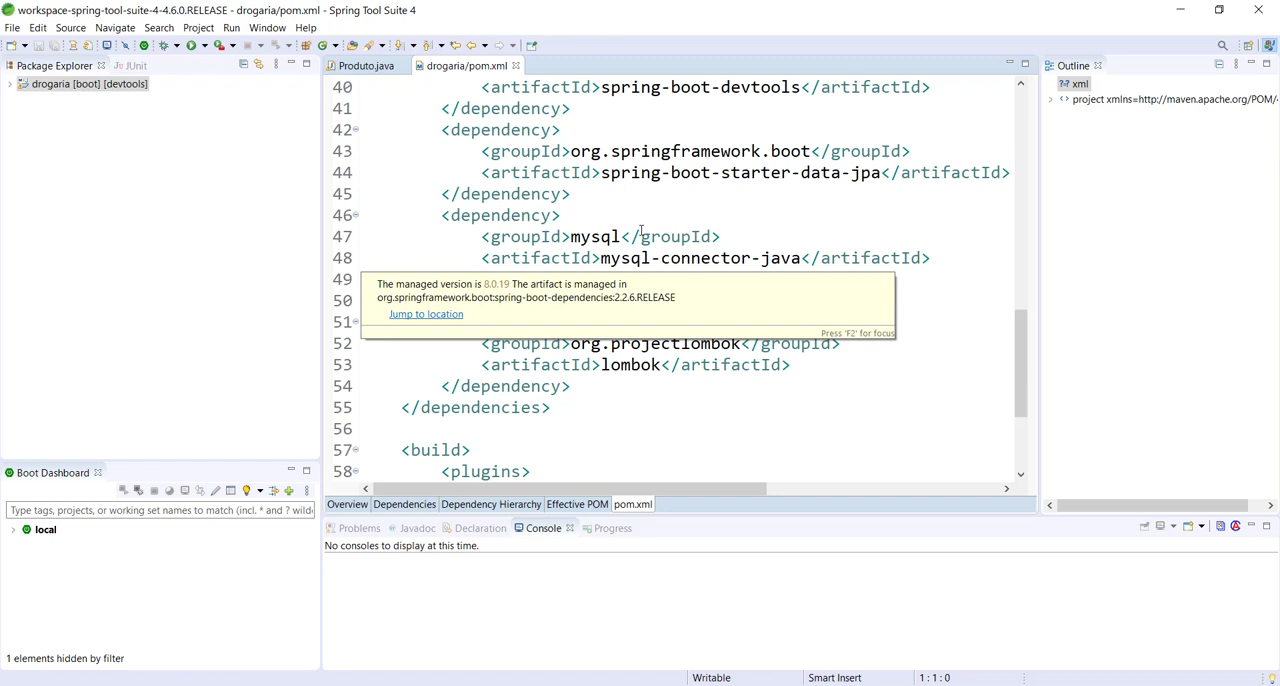 workspace-spring-tool-suite-4-4.6.0.RELEASE - drogaria/pom.xml - Spring Tool Suite 4
File Edit Source Navigate Search Project Run Window Help
Package Explorer JUnit
drogaria [boot] [devtools]
Produto.java drogaria/pom.xml
40 <artifactId>spring-boot-devtools</artifactId>
41 </dependency>
42 <dependency>
43 <groupId>org.springframework.boot</groupId>
44 <artifactId>spring-boot-starter-data-jpa</artifactId>
45 </dependency>
46 <dependency>
47 <groupId>mysql</groupId>
48 <artifactId>mysql-connector-java</artifactId>
49
50
51
The managed version is 8.0.19 The artifact is managed in
org.springframework.boot:spring-boot-dependencies:2.2.6.RELEASE
Jump to location
Press 'F2' for focus
52 <groupId>org.projectlombok</groupId>
53 <artifactId>lombok</artifactId>
54 </dependency>
55 </dependencies>
56
57 <build>
58 <plugins>
Overview Dependencies Dependency Hierarchy Effective POM pom.xml
Outline
xml
project xmlns=http://maven.apache.org/POM/
Boot Dashboard
Type tags, projects, or working set names to match (incl. * and ? wild
local
1 elements hidden by filter
Problems Javadoc Declaration Console Progress
No consoles to display at this time.
Writable Smart Insert 1 : 1 : 0